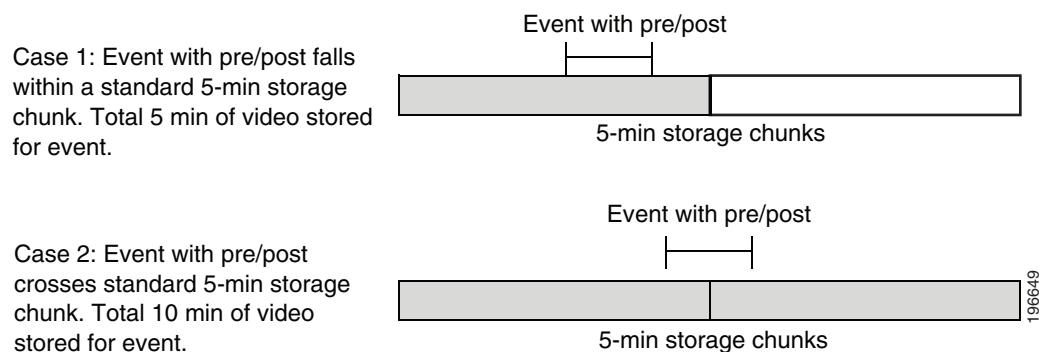 Event with pre/post
Case 1: Event with pre/post falls
within a standard 5-min storage
chunk. Total 5 min of video stored
for event.
5-min storage chunks
Event with pre/post
Case 2: Event with pre/post
crosses standard 5-min storage
chunk. Total 10 min of video
stored for event.
5-min storage chunks
196649